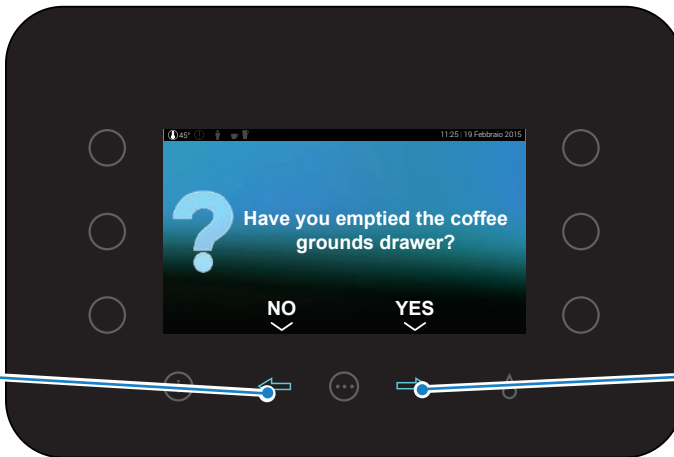 45° 11:25 | 19 Febbraio 2015
Have you emptied the coffee
grounds drawer?
NO YES